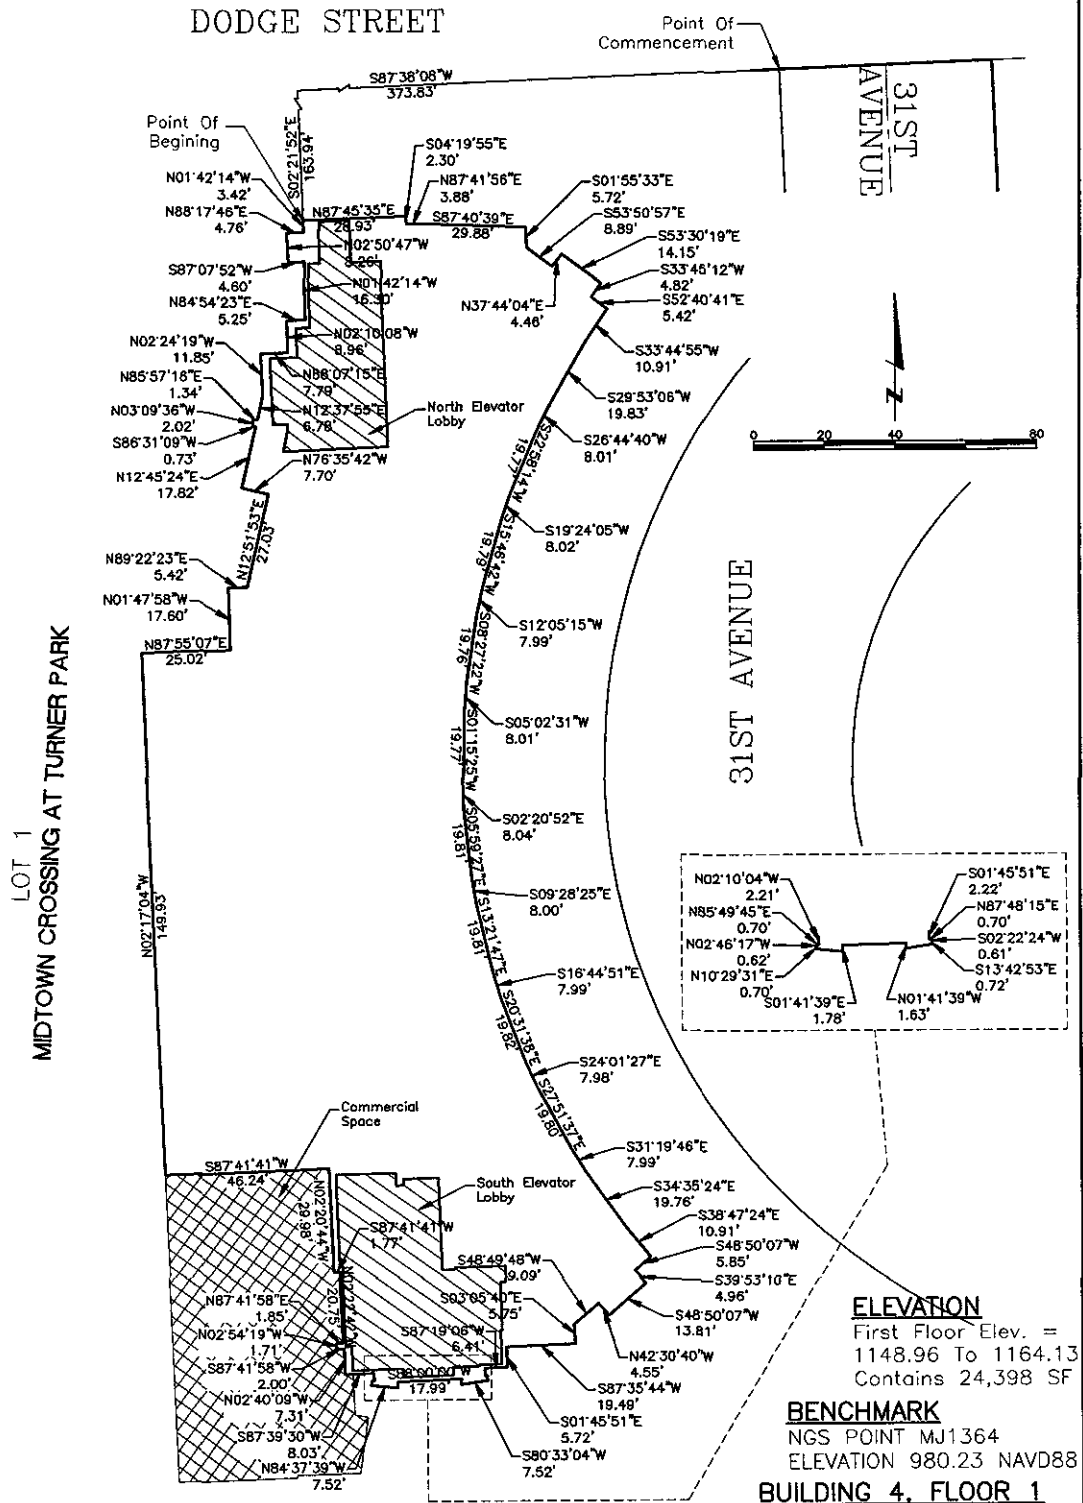 DODGE STREET
Point Of
Commencement
31ST
AVENUE
S87°38'08"W
373.83'
S02°21'52"E
163.94'
Point Of
Begining
N01°42'14"W
3.42'
N88°17'46"E
4.76'
N02°50'47"W
S87°07'52"W
4.60'
N01°42'14"W
16.30'
N84°54'23"E
5.25'
N02°10'08"W
8.96'
N02°24'19"W
11.85'
N88°07'15"E
7.79'
N85°57'18"E
1.34'
N12°37'55"E
6.78'
N03°09'36"W
2.02'
S86°31'09"W
0.73'
N12°45'24"E
17.82'
N76°35'42"W
7.70'
N12°51'53"E
27.03'
N89°22'23"E
5.42'
N01°47'58"W
17.60'
N87°55'07"E
25.02'
N02°17'04"W
149.93'
North Elevator
Lobby
N87°45'35"E
28.93'
S04°19'55"E
2.30'
N87°41'56"E
3.88'
S87°40'39"E
29.88'
S01°55'33"E
5.72'
S53°50'57"E
8.89'
S53°30'19"E
14.15'
N37°44'04"E
4.46'
S33°45'12"W
4.82'
S52°40'41"E
5.42'
S33°44'55"W
10.91'
S29°53'06"W
19.83'
S26°44'40"W
8.01'
S22°58'14"W
19.77'
S19°24'05"W
8.02'
S15°46'42"W
19.79'
S12°05'15"W
7.99'
S08°27'22"W
19.76'
S05°02'31"W
8.01'
S01°15'25"W
19.77'
S02°20'52"E
8.04'
S05°59'27"E
19.81'
S09°28'25"E
8.00'
S13°21'47"E
19.81'
S16°44'51"E
7.99'
S20°31'38"E
19.82'
S24°01'27"E
7.98'
S27°51'37"E
19.80'
S31°19'46"E
7.99'
S34°35'24"E
19.76'
S38°47'24"E
10.91'
S48°50'07"W
5.85'
S39°53'10"E
4.96'
S48°50'07"W
13.81'
N42°30'40"W
4.55'
S48°49'48"W
9.09'
S03°05'40"E
5.75'
S87°35'44"W
19.49'
S01°45'51"E
5.72'
S80°33'04"W
7.52'
z
0 20 40 80
31ST AVENUE
LOT 1
MIDTOWN CROSSING AT TURNER PARK
N02°10'04"W
2.21'
N85°49'45"E
0.70'
N02°46'17"W
0.62'
N10°29'31"E
0.70'
S01°41'39"E
1.78'
N01°41'39"W
1.63'
S01°45'51"E
2.22'
N87°48'15"E
0.70'
S02°22'24"W
0.61'
S13°42'53"E
0.72'
Commercial
Space
South Elevator
Lobby
S87°41'41"W
46.24'
N02°20'44"W
29.98'
S87°41'41"W
1.77'
20.75'
N87°41'58"E
1.85'
N02°54'19"W
1.71'
S87°41'58"W
2.00'
N02°40'09"W
7.31'
S87°39'30"W
8.03'
N84°37'39"W
7.52'
S87°19'06"W
6.41'
S88°00'00"W
17.99'
ELEVATION
First Floor Elev. =
1148.96 To 1164.13
Contains 24,398 SF
BENCHMARK
NGS POINT MJ1364
ELEVATION 980.23 NAVD88
BUILDING 4, FLOOR 1